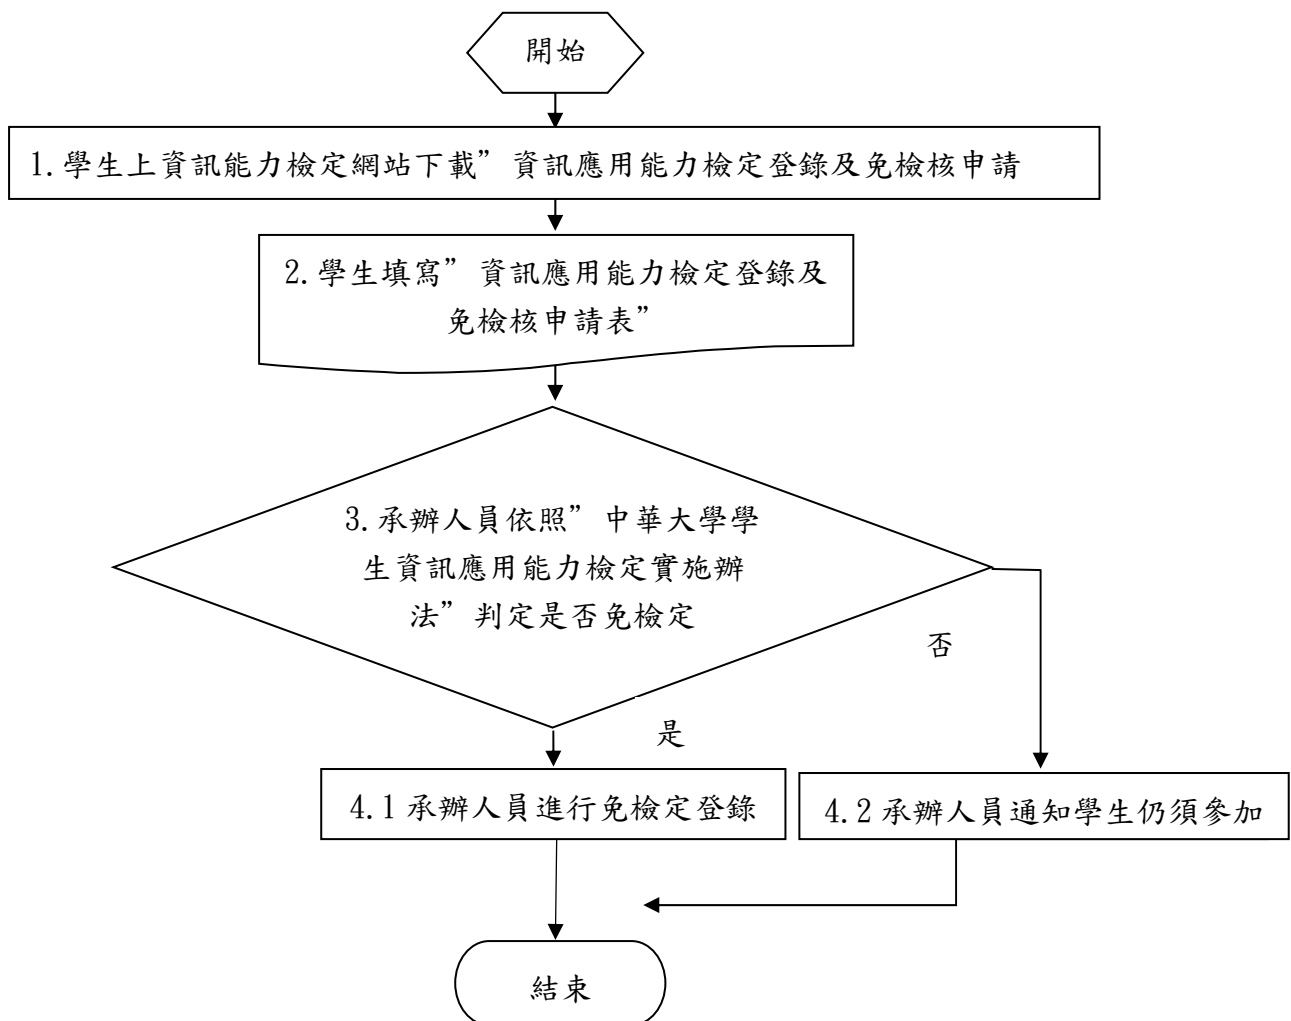 開始
1.學生上資訊能力檢定網站下載”資訊應用能力檢定登錄及免檢核申請
2.學生填寫”資訊應用能力檢定登錄及
免檢核申請表”
3.承辦人員依照”中華大學學
生資訊應用能力檢定實施辦
法”判定是否免檢定
否
是
4.1 承辦人員進行免檢定登錄
4.2 承辦人員通知學生仍須參加
結束